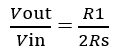 Vout/Vin = R1/2Rs